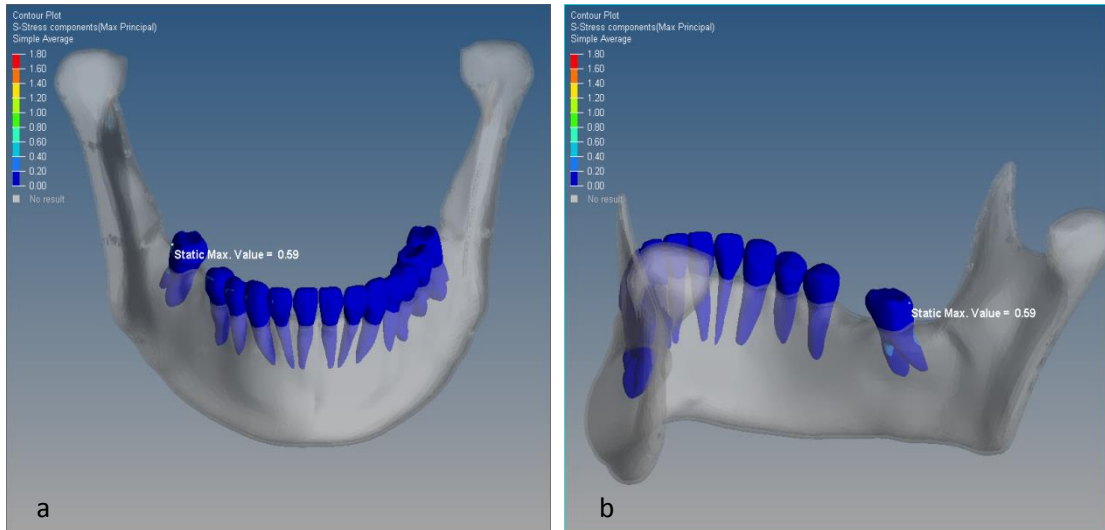 Contour Plot
S-Stress components(Max Principal)
Simple Average
1.80
1.60
1.40
1.20
1.00
0.80
0.60
0.40
0.20
0.00
No result
Static Max. Value = 0.59
a
Contour Plot
S-Stress components(Max Principal)
Simple Average
1.80
1.60
1.40
1.20
1.00
0.80
0.60
0.40
0.20
0.00
No result
Static Max. Value = 0.59
b